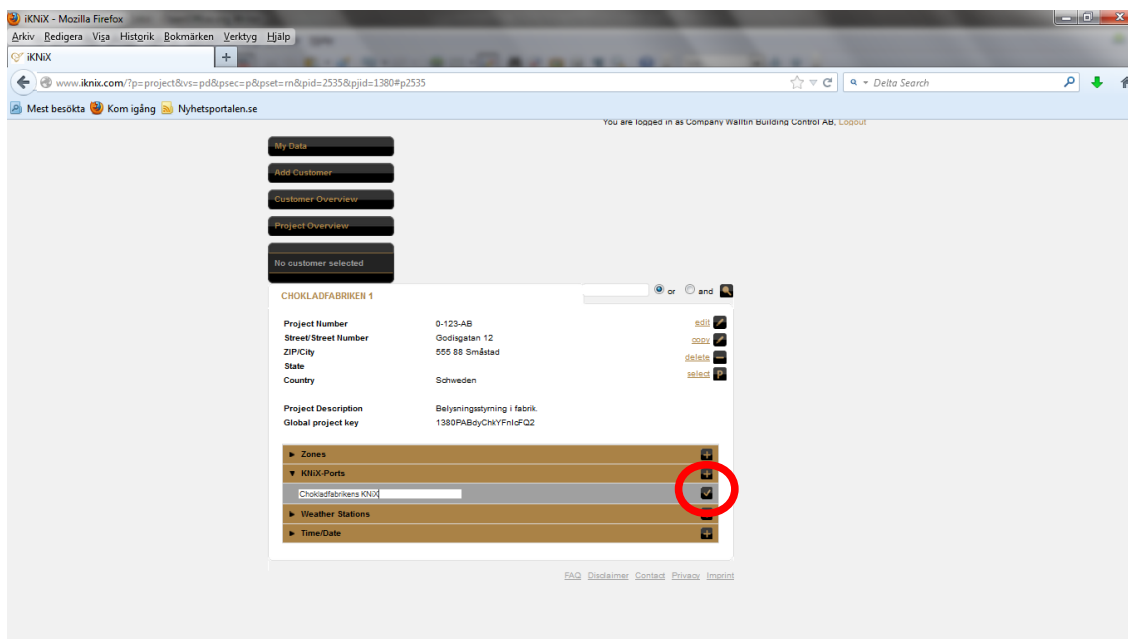 iKNiX - Mozilla Firefox
Arkiv Redigera Visa Historik Bokmärken Verktyg Hjälp
iKNiX
www.iknix.com/?p=project&vs=pd&psec=p&pset=rn&pid=2535&pjid=1380#p2535
Delta Search
Mest besökta Kom igång Nyhetsportalen.se
You are logged in as Company Walltin Building Control AB, Logout
My Data
Add Customer
Customer Overview
Project Overview
No customer selected
CHOKLADFABRIKEN 1 or and
Project Number 0-123-AB edit
Street/Street Number Godisgatan 12 copy
ZIP/City 555 88 Småstad delete
State select P
Country Schweden
Project Description Belysningsstyrning i fabrik.
Global project key 1380PABdyChkYFnIoFQ2
Zones
KNiX-Ports
Chokladfabrikens KNiX
Weather Stations
Time/Date
FAQ Disclaimer Contact Privacy Imprint